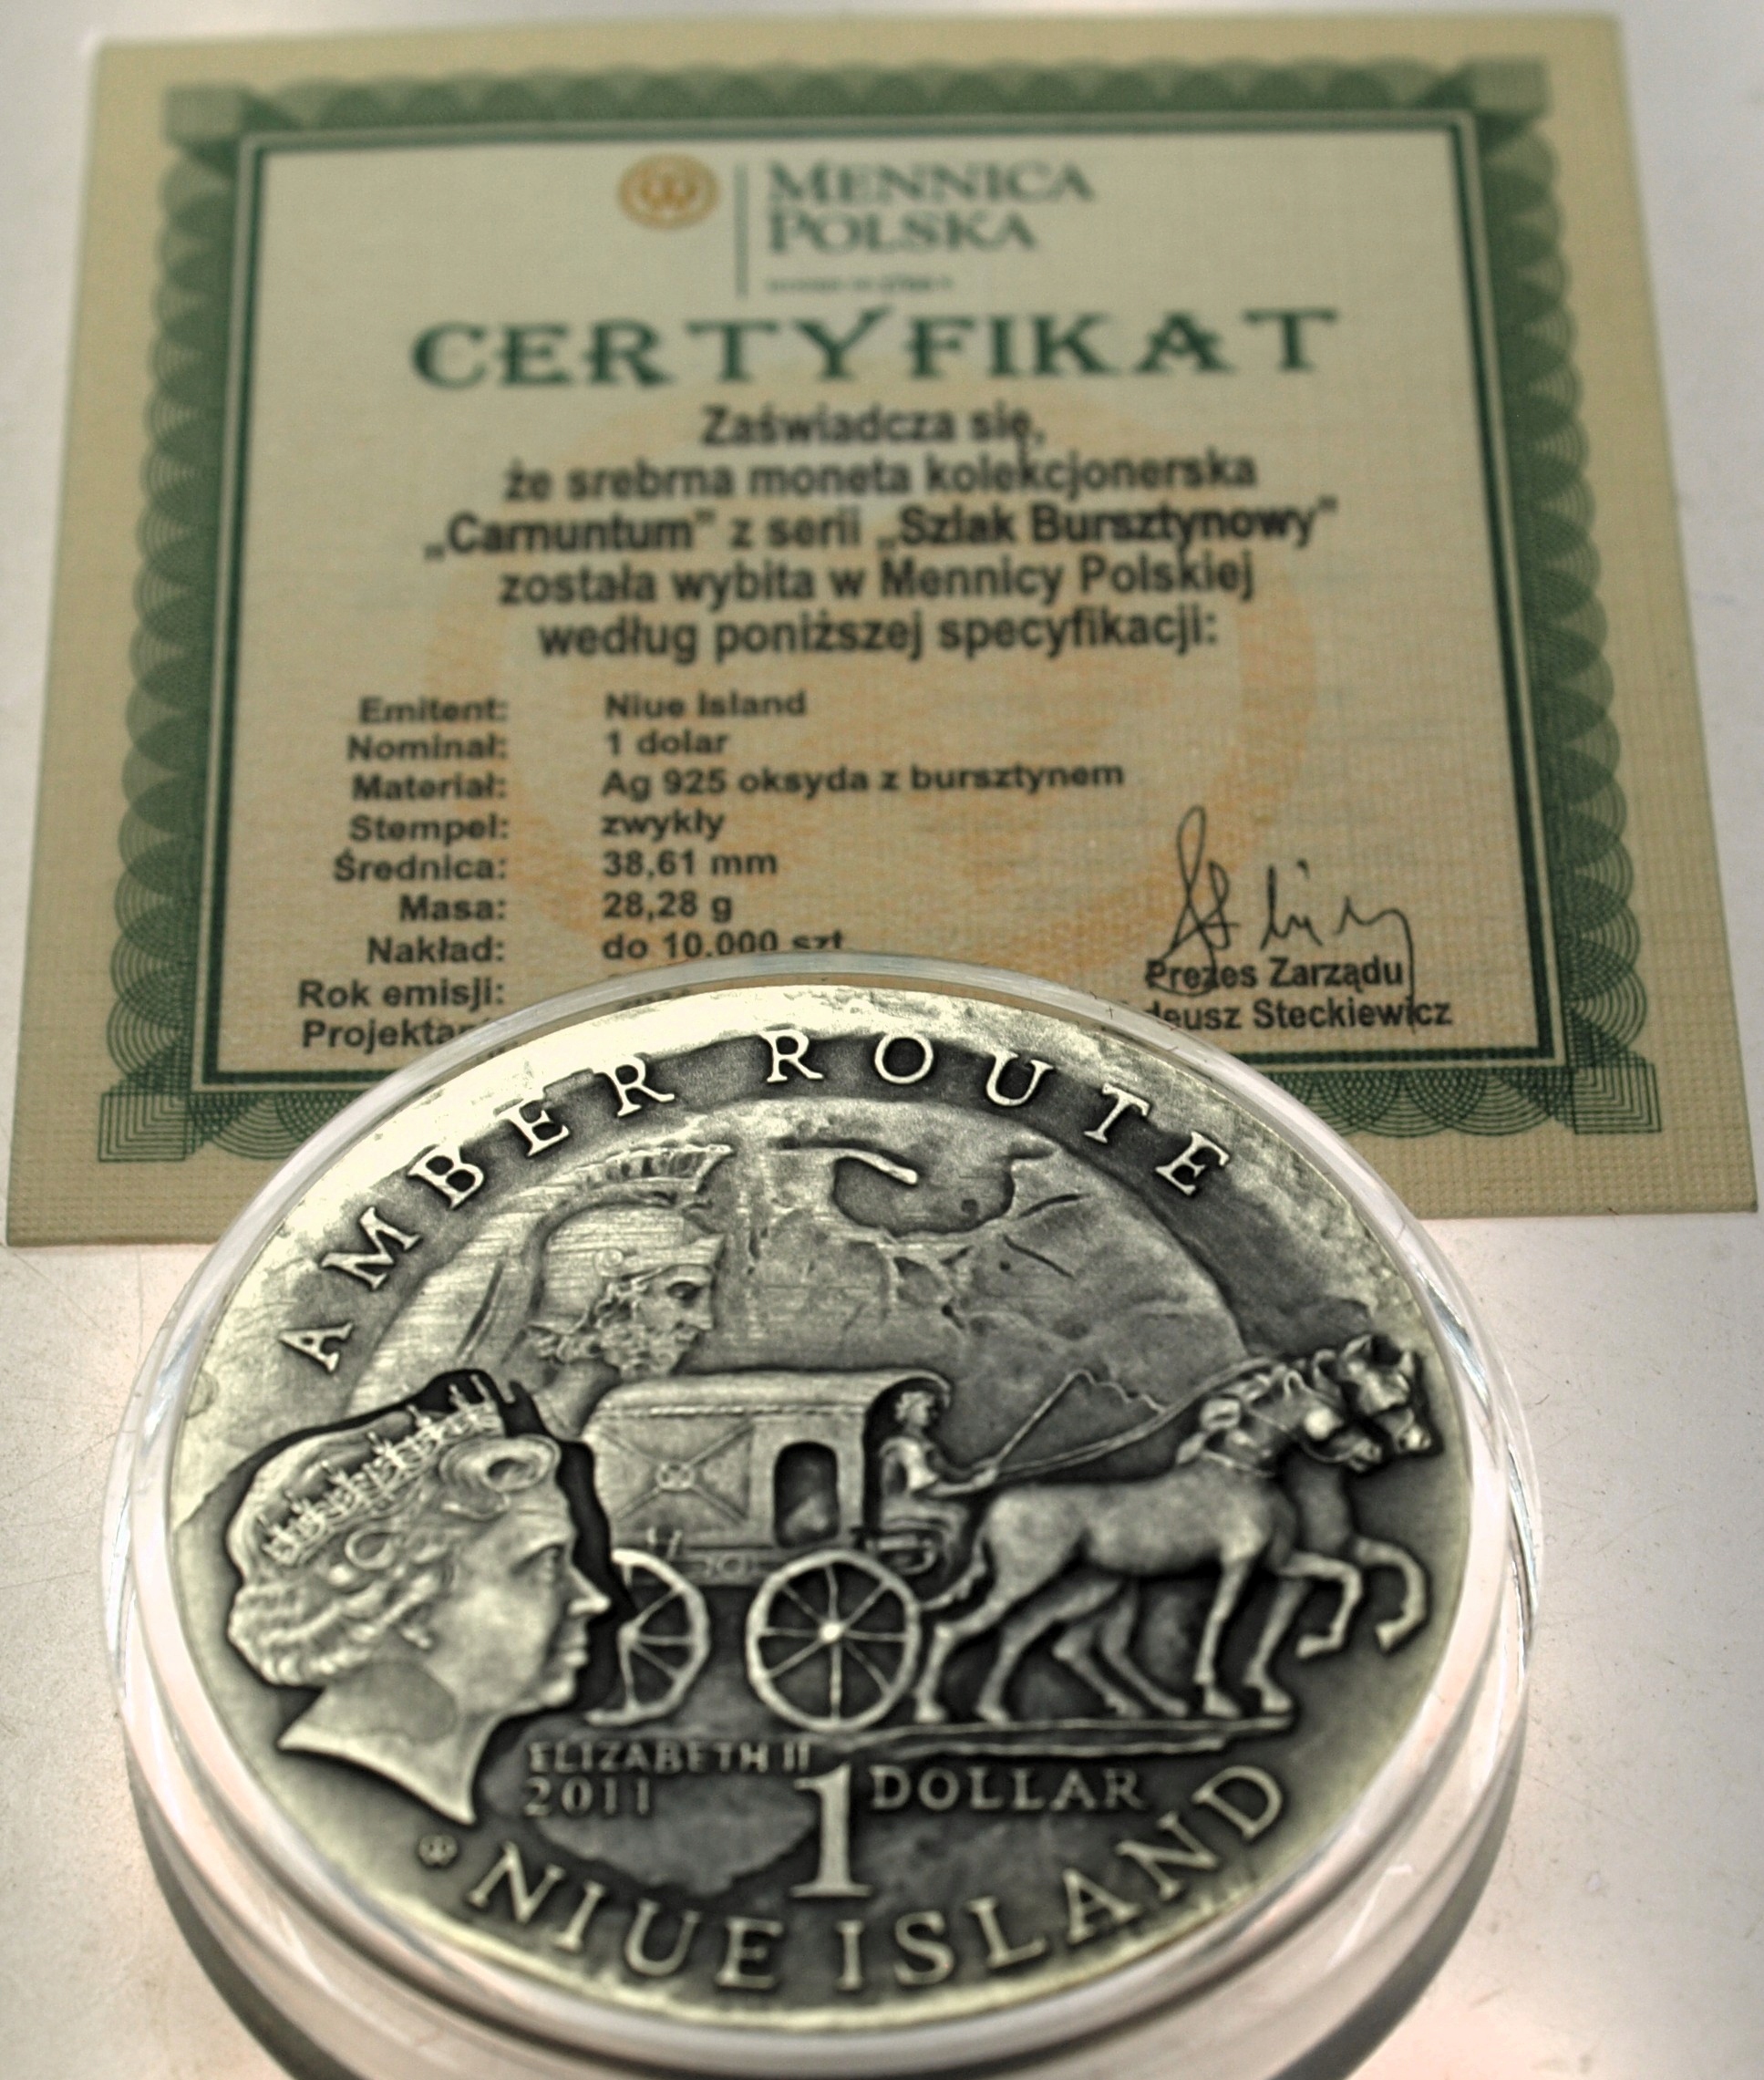 MENNICA
POLSKA
CERTYFIKAT
Zaświadcza się,
że srebrna moneta kolekcjonerska
„Carnuntum” z serii „Szlak Bursztynowy”
została wybita w Mennicy Polskiej
według poniższej specyfikacji:
Emitent: Niue Island
Nominał: 1 dolar
Materiał: Ag 925 oksyda z bursztynem
Stempel: zwykły
Średnica: 38,61 mm
Masa: 28,28 g
Nakład: do 10.000 szt
Rok emisji:
Prezes Zarządu
Steckiewicz
AMBER ROUTE
ELIZABETH II
2011
1 DOLLAR
NIUE ISLAND